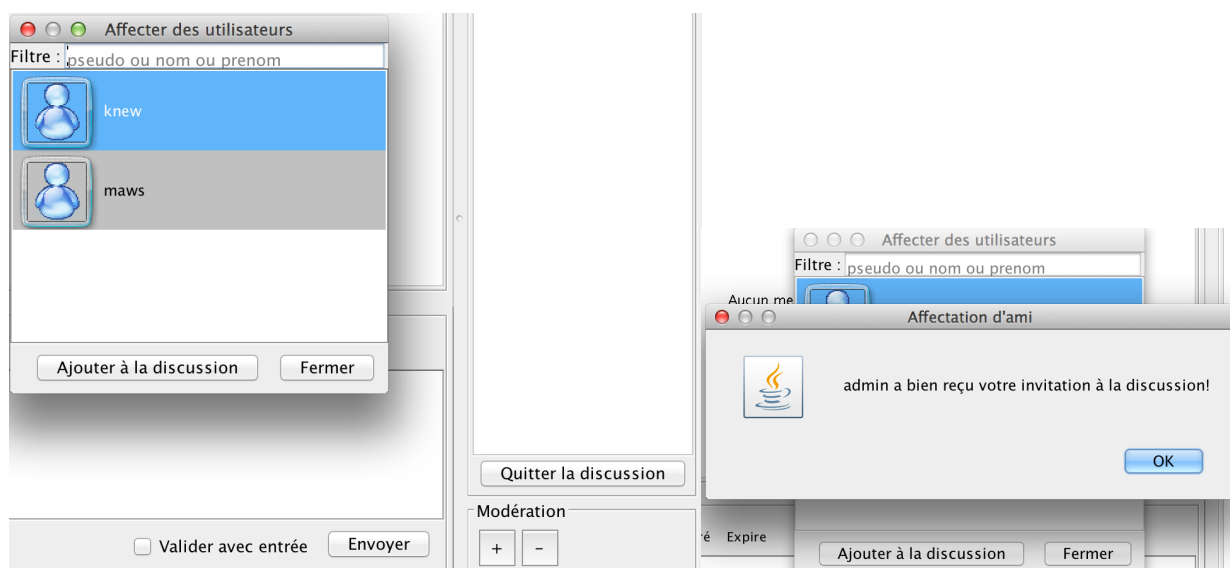 Affecter des utilisateurs
Filtre : pseudo ou nom ou prenom
knew
maws
Ajouter à la discussion
Fermer
Valider avec entrée
Envoyer
Quitter la discussion
Modération
+
-
Affecter des utilisateurs
Filtre : pseudo ou nom ou prenom
Aucun me
Affectation d'ami
admin a bien reçu votre invitation à la discussion!
OK
é Expire
Ajouter à la discussion
Fermer